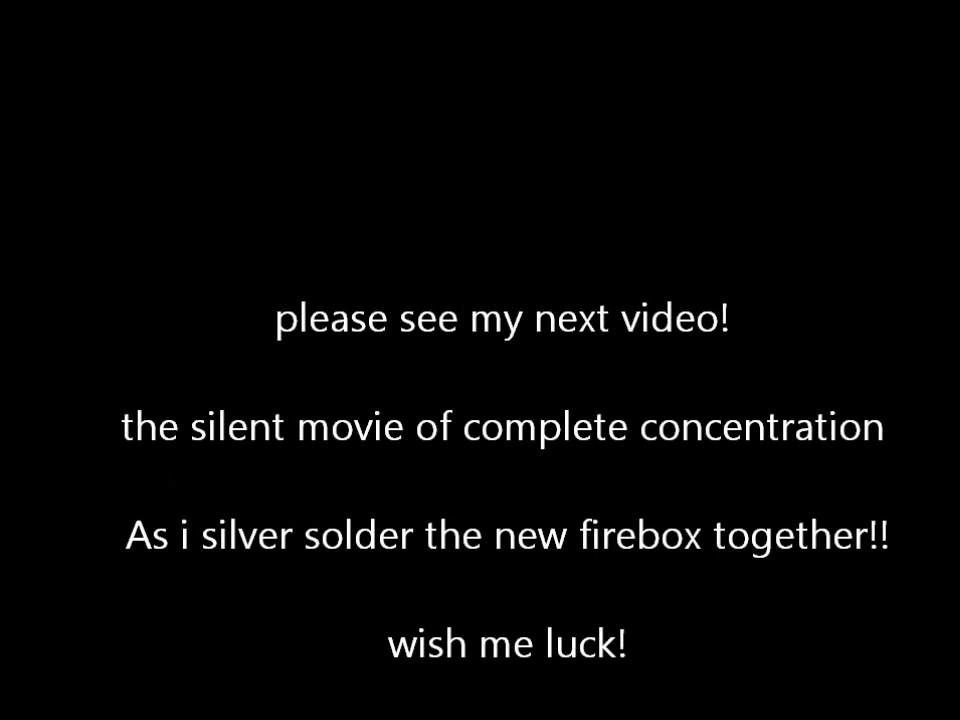 please see my next video!
the silent movie of complete concentration
As i silver solder the new firebox together!!
wish me luck!